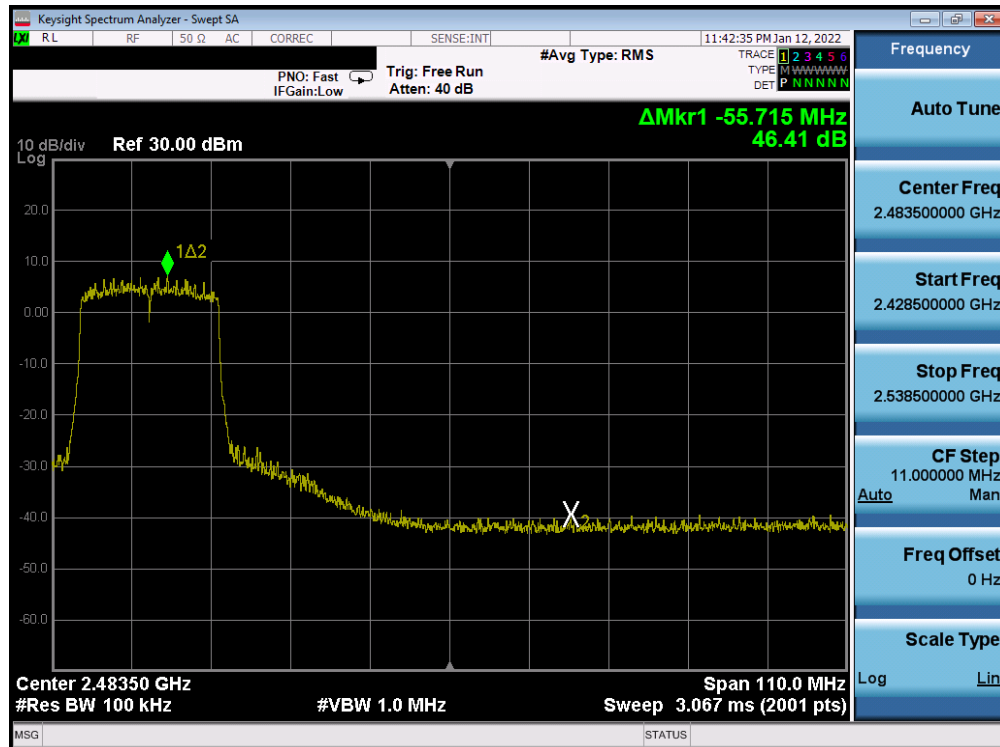 Keysight Spectrum Analyzer - Swept SA
LXI RL RF 50 Ω AC CORREC SENSE:INT 11:42:35 PM Jan 12, 2022
PNO: Fast
IFGain:Low
Trig: Free Run
Atten: 40 dB
#Avg Type: RMS
TRACE 1 2 3 4 5 6
TYPE M WWWWW
DET P N N N N N
ΔMkr1 -55.715 MHz
46.41 dB
10 dB/div Ref 30.00 dBm
Log
20.0
10.0
0.00
-10.0
-20.0
-30.0
-40.0
-50.0
-60.0
1Δ2
X2
Center 2.48350 GHz Span 110.0 MHz
#Res BW 100 kHz #VBW 1.0 MHz Sweep 3.067 ms (2001 pts)
MSG STATUS
Frequency
Auto Tune
Center Freq
2.483500000 GHz
Start Freq
2.428500000 GHz
Stop Freq
2.538500000 GHz
CF Step
11.000000 MHz
Auto Man
Freq Offset
0 Hz
Scale Type
Log Lin